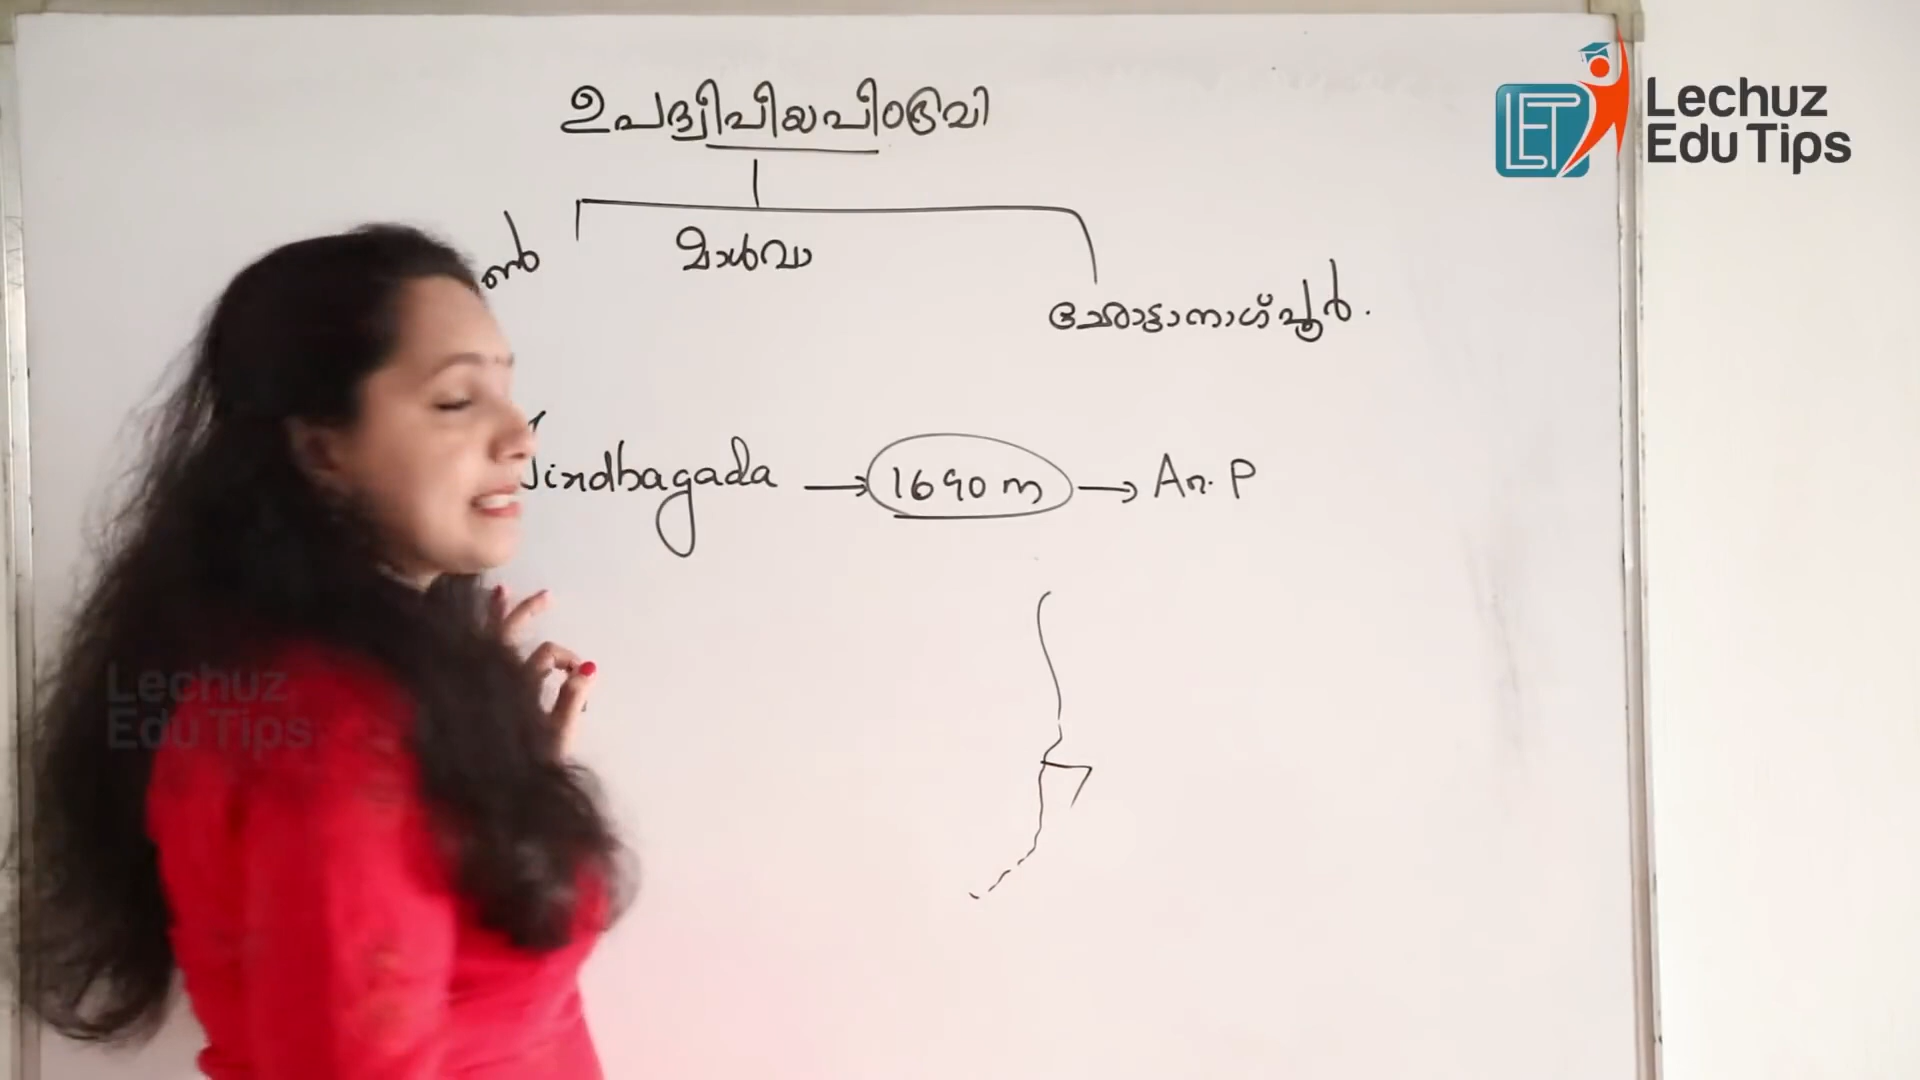 Lechuz
Edu Tips
ഉപദ്വീപീയപീഠഭൂമി
മാൾവാ
ഛോട്ടാനാഗ്പൂർ.
Jindhagada → 1690 m → An. P
Lechuz
Edu Tips